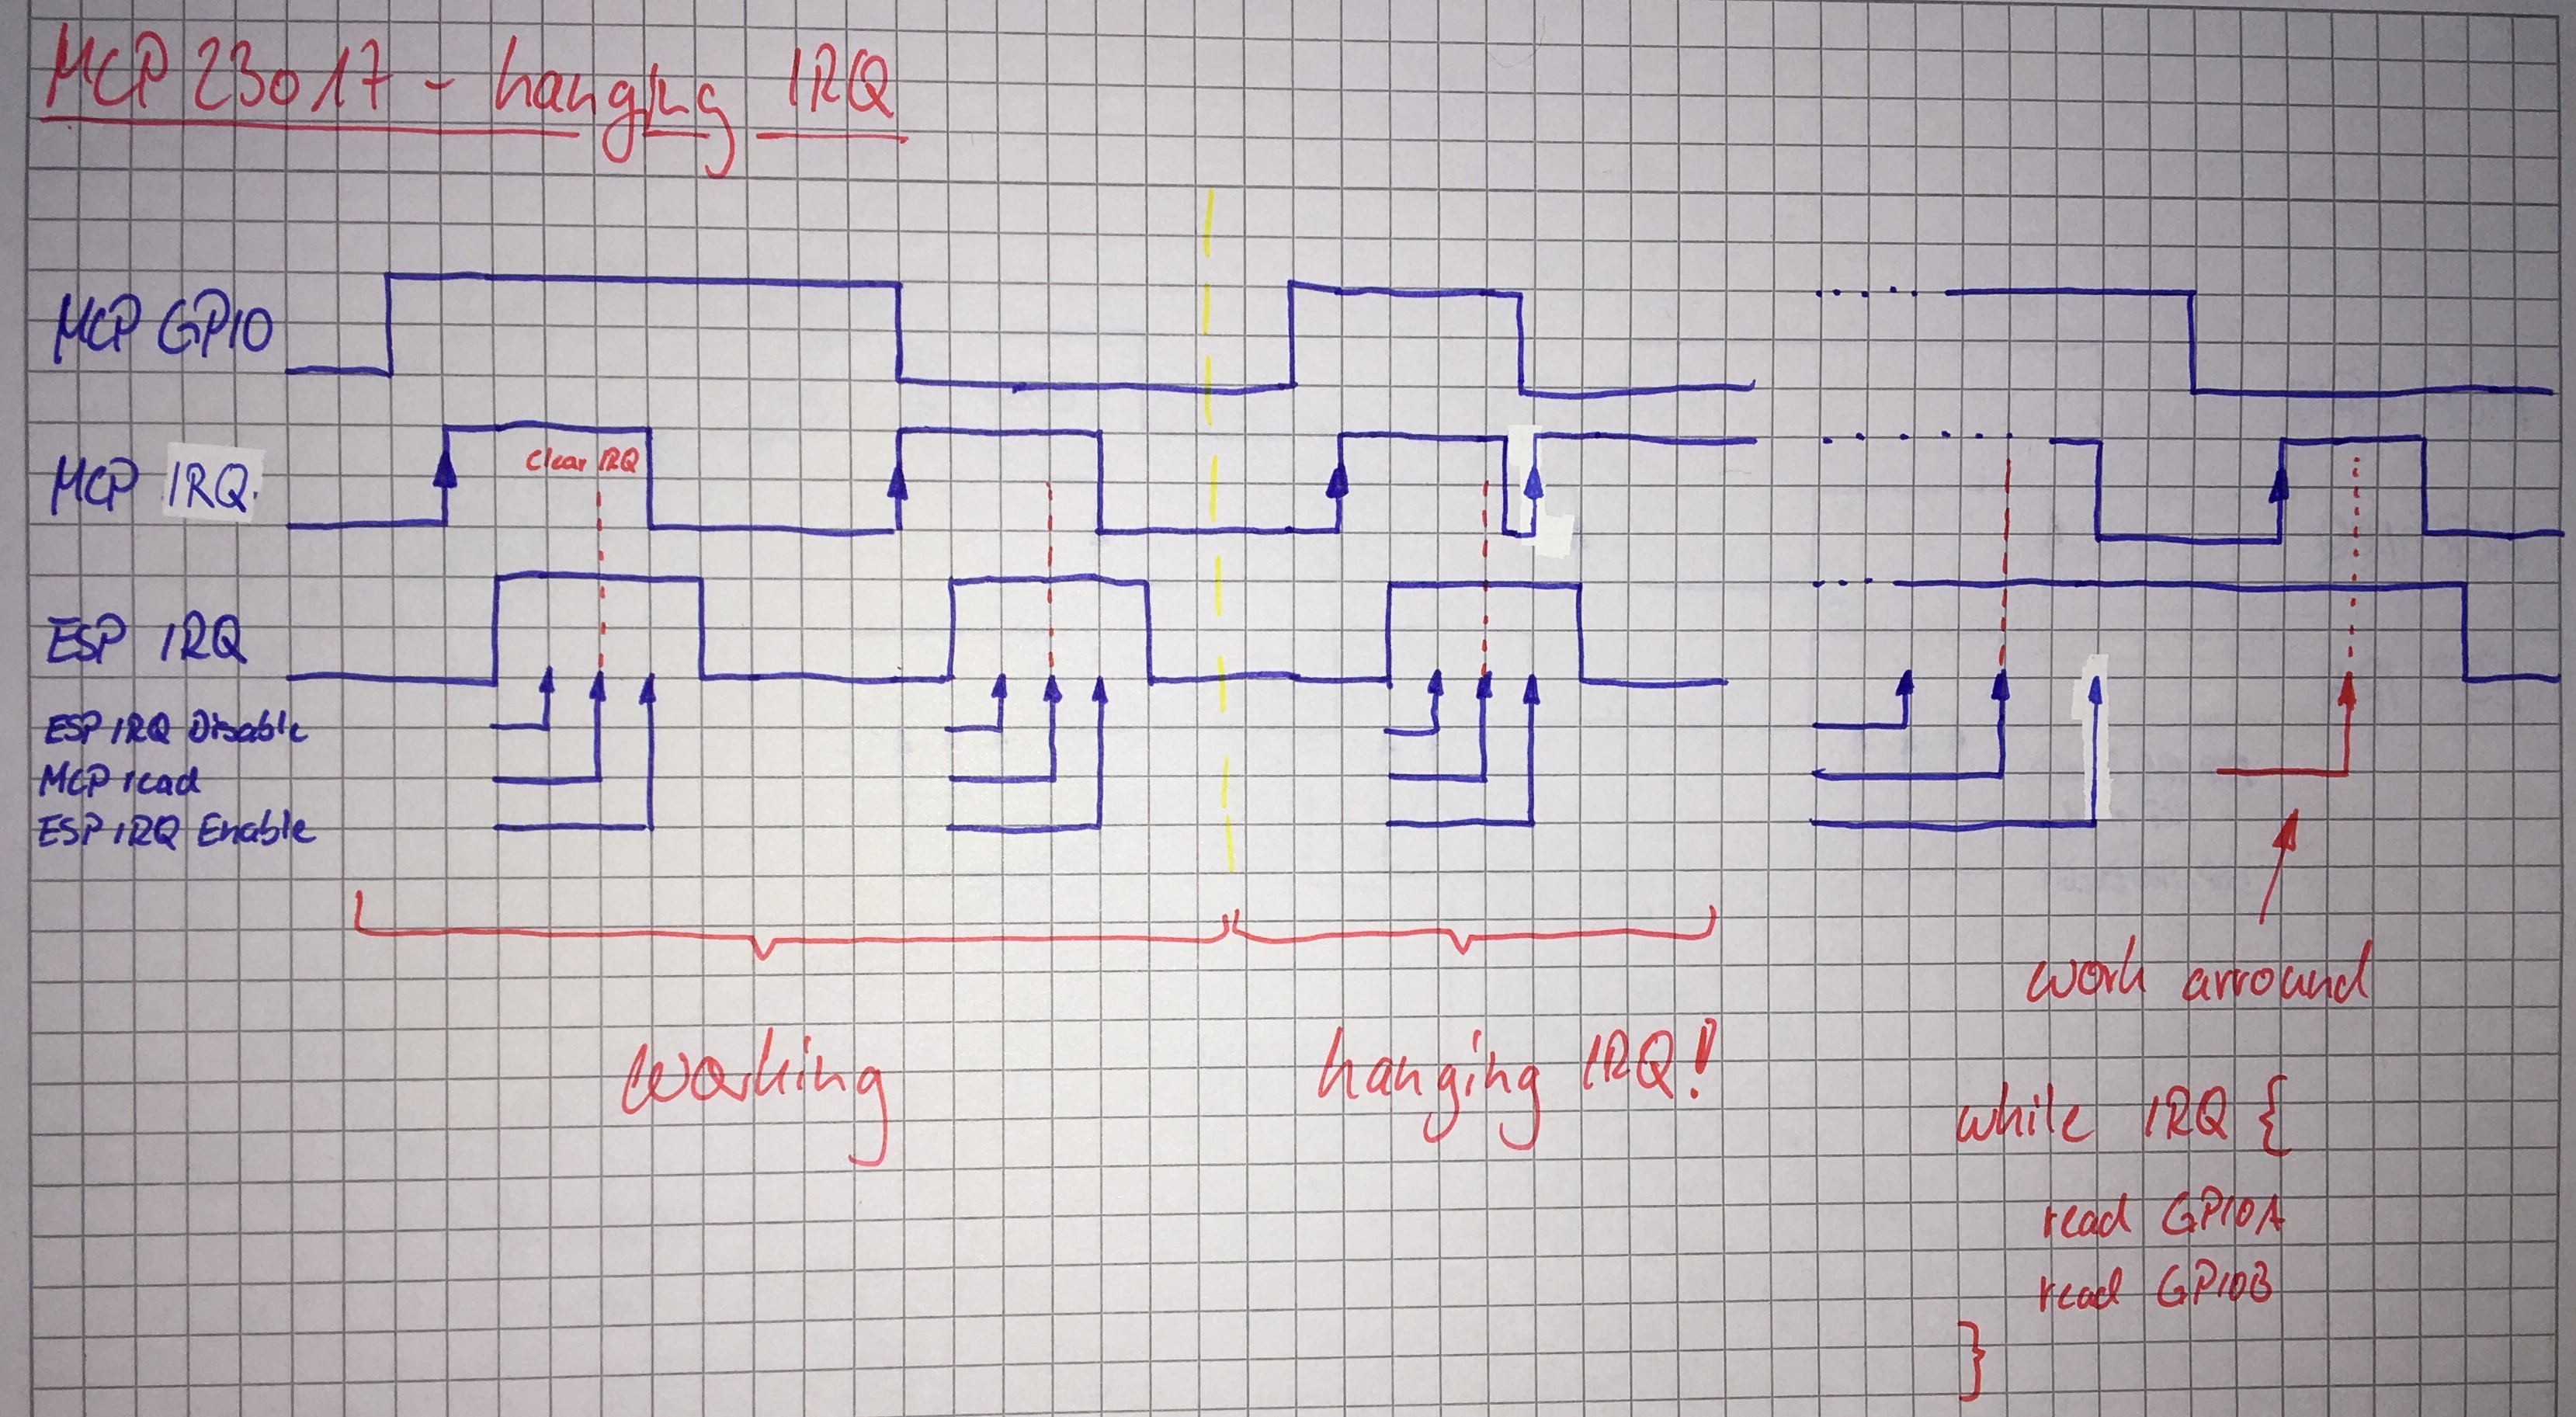 MCP 23017 - hanging IRQ
MCP GPIO
MCP IRQ.
Clear IRQ
ESP IRQ
ESP IRQ Disable
MCP read
ESP IRQ Enable
working
hanging IRQ!
work arround
while IRQ {
read GPIOA
read GPIOB
}